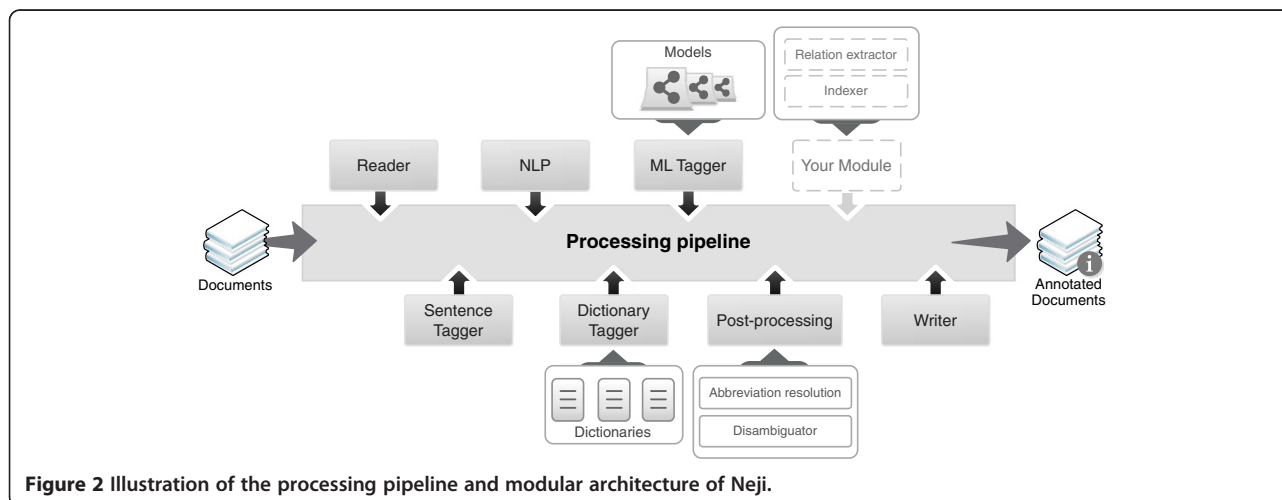 Models
Relation extractor
Indexer
Reader
NLP
ML Tagger
Your Module
Processing pipeline
Documents
Annotated
Documents
i
Sentence
Tagger
Dictionary
Tagger
Post-processing
Writer
Dictionaries
Abbreviation resolution
Disambiguator
Figure 2 Illustration of the processing pipeline and modular architecture of Neji.